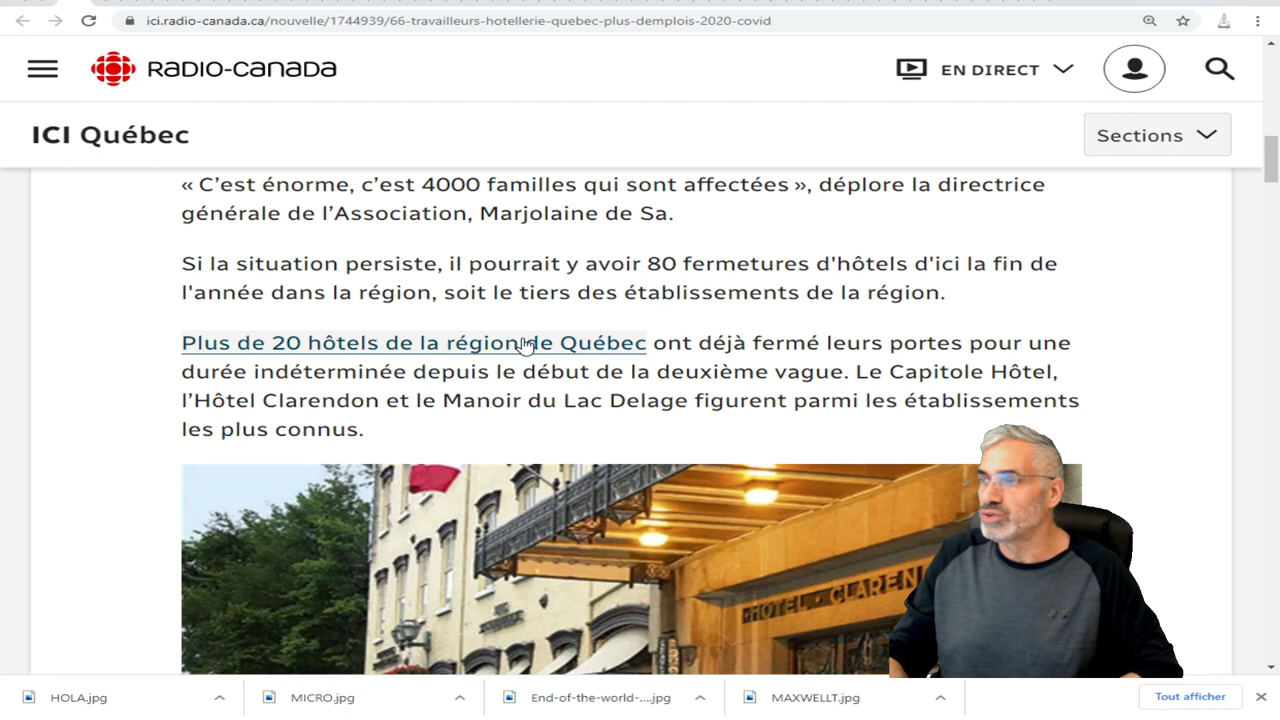 ici.radio-canada.ca/nouvelle/1744939/66-travailleurs-hotellerie-quebec-plus-demplois-2020-covid
RADIO-CANADA
EN DIRECT
ICI Québec
Sections
« C’est énorme, c’est 4000 familles qui sont affectées », déplore la directrice
générale de l’Association, Marjolaine de Sa.
Si la situation persiste, il pourrait y avoir 80 fermetures d'hôtels d'ici la fin de
l'année dans la région, soit le tiers des établissements de la région.
Plus de 20 hôtels de la région de Québec ont déjà fermé leurs portes pour une
durée indéterminée depuis le début de la deuxième vague. Le Capitole Hôtel,
l’Hôtel Clarendon et le Manoir du Lac Delage figurent parmi les établissements
les plus connus.
HOTEL · CLAREN
HOLA.jpg
MICRO.jpg
End-of-the-world-....jpg
MAXWELLT.jpg
Tout afficher